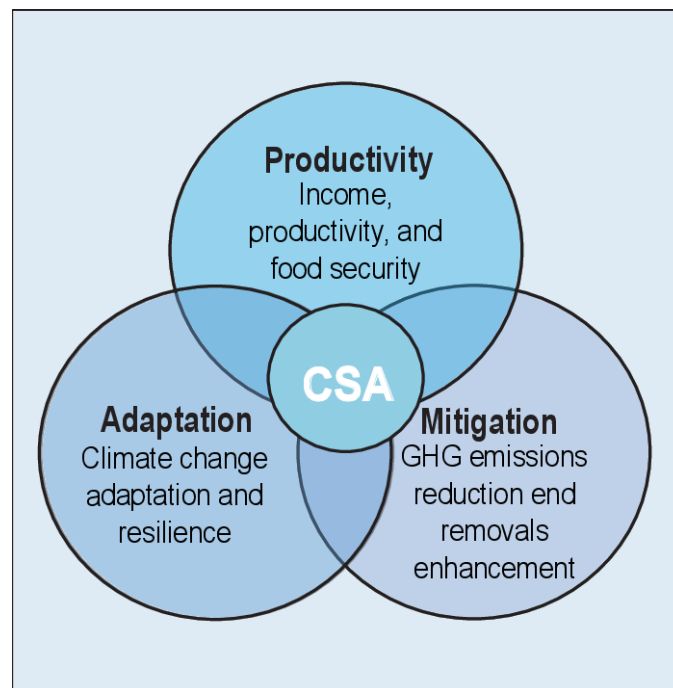 Productivity
Income,
productivity, and
food security
CSA
Adaptation
Climate change
adaptation and
resilience
Mitigation
GHG emissions
reduction end
removals
enhancement